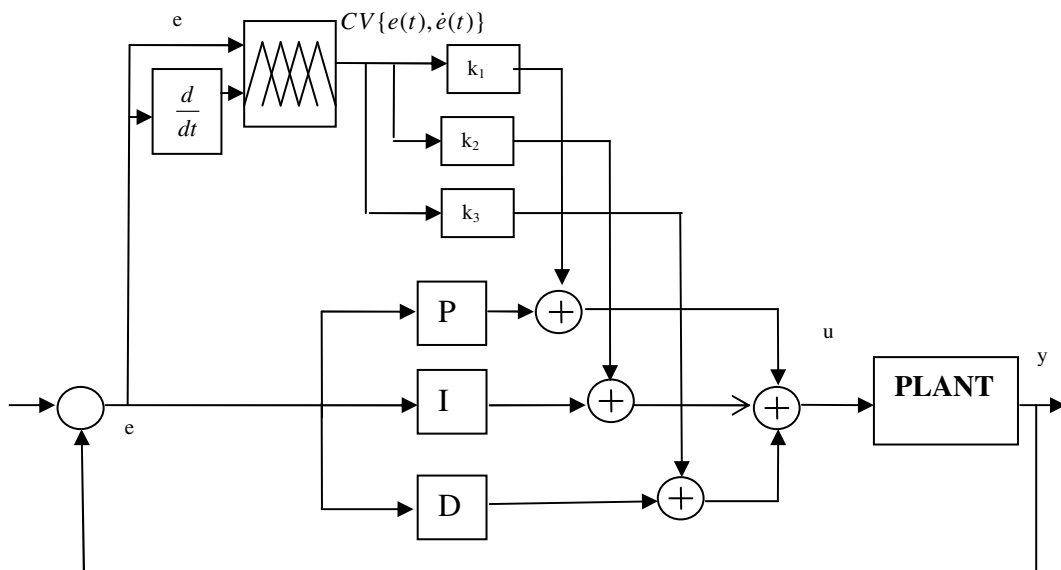 e
CV{e(t), ė(t)}
k₁
d
dt
k₂
k₃
P
u
y
PLANT
I
e
D